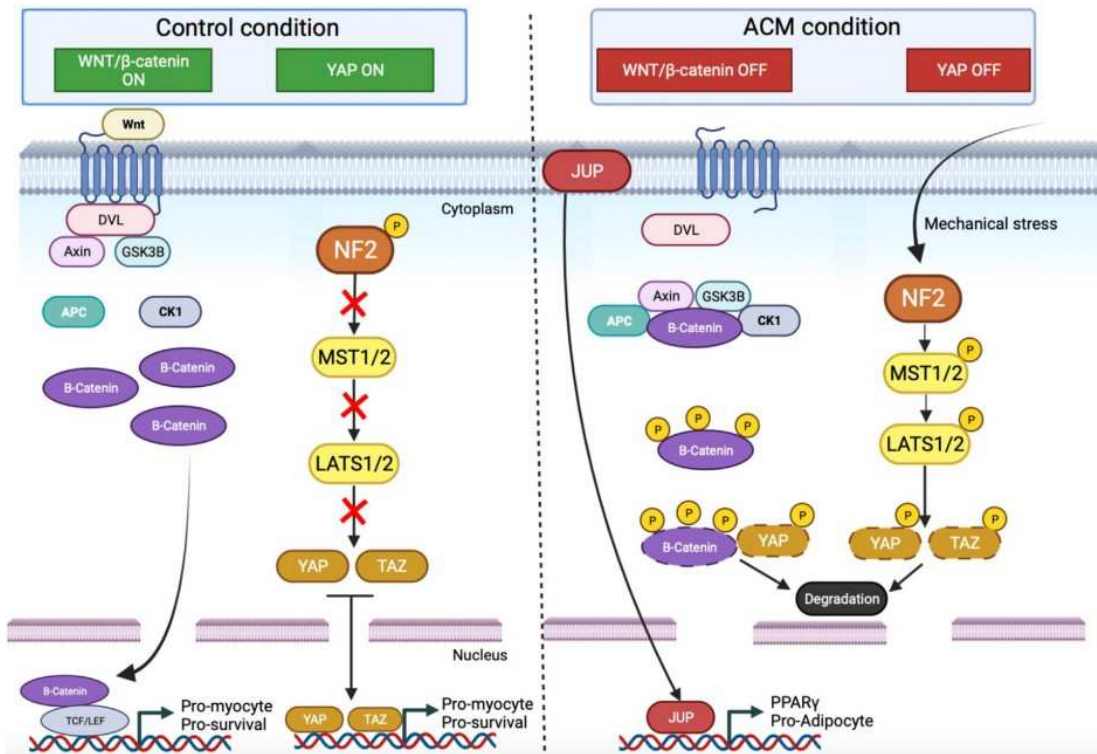 Control condition
WNT/β-catenin
ON
YAP ON
Wnt
DVL
Axin
GSK3B
APC
CK1
B-Catenin
B-Catenin
B-Catenin
Cytoplasm
P
NF2
MST1/2
LATS1/2
YAP
TAZ
Nucleus
B-Catenin
TCF/LEF
Pro-myocyte
Pro-survival
YAP
TAZ
Pro-myocyte
Pro-survival
ACM condition
WNT/β-catenin OFF
YAP OFF
JUP
DVL
Mechanical stress
Axin
GSK3B
APC
B-Catenin
CK1
NF2
P
MST1/2
P
LATS1/2
P
P
P
B-Catenin
P
P
P
P
B-Catenin
YAP
P
P
YAP
TAZ
Degradation
JUP
PPARγ
Pro-Adipocyte